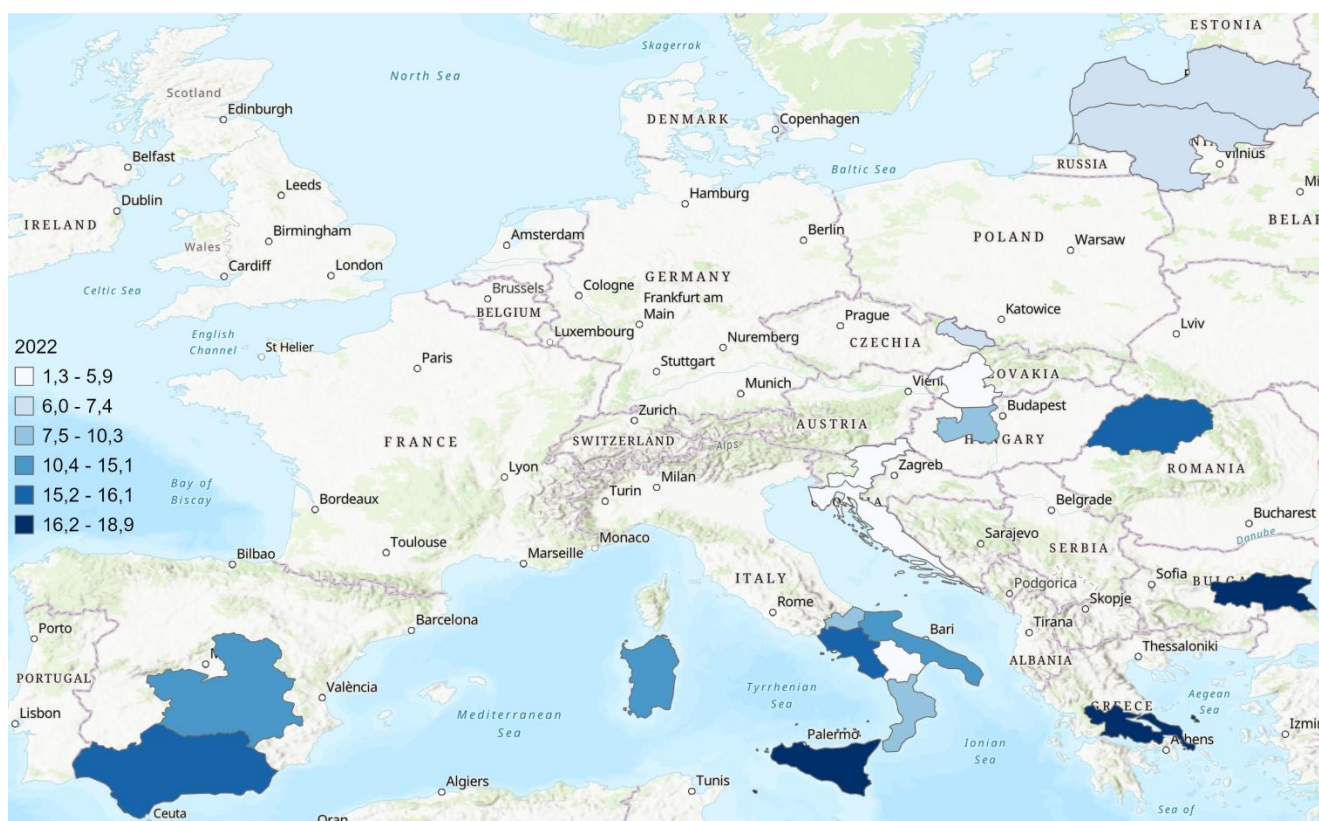 ESTONIA
Skagerrak
North Sea
Scotland
Edinburgh
DENMARK
Copenhagen
Belfast
Baltic Sea
RUSSIA
Vilnius
Leeds
Dublin
Hamburg
IRELAND
Birmingham
Wales
Amsterdam
Berlin
POLAND
Warsaw
Cardiff
London
GERMANY
Celtic Sea
Brussels
Cologne
BELGIUM
Frankfurt am
Main
Prague
Katowice
Lviv
English
Channel
St Helier
Luxembourg
Nuremberg
CZECHIA
2022
Paris
Stuttgart
1,3 - 5,9
Munich
Vien
OVAKIA
6,0 - 7,4
Zurich
Budapest
7,5 - 10,3
FRANCE
SWITZERLAND
Alps
AUSTRIA
H NGARY
10,4 - 15,1
Lyon
Milan
Zagreb
ROMANIA
15,2 - 16,1
Bay of
Biscay
Turin
Bordeaux
Belgrade
16,2 - 18,9
Bucharest
Danube
Toulouse
Monaco
Sarajevo
SERBIA
Bilbao
Marseille
ITALY
Podgorica
Sofia
BULGA
Rome
Skopje
Porto
Barcelona
Bari
Tirana
Thessaloniki
ALBANIA
PORTUGAL
València
Tyrrhenian
Sea
GREECE
Aegean
Sea
Lisbon
Mediterranean
Sea
Palermo
Ionian
Sea
Athens
Izmir
Algiers
Tunis
Ceuta
Oran
Sea of